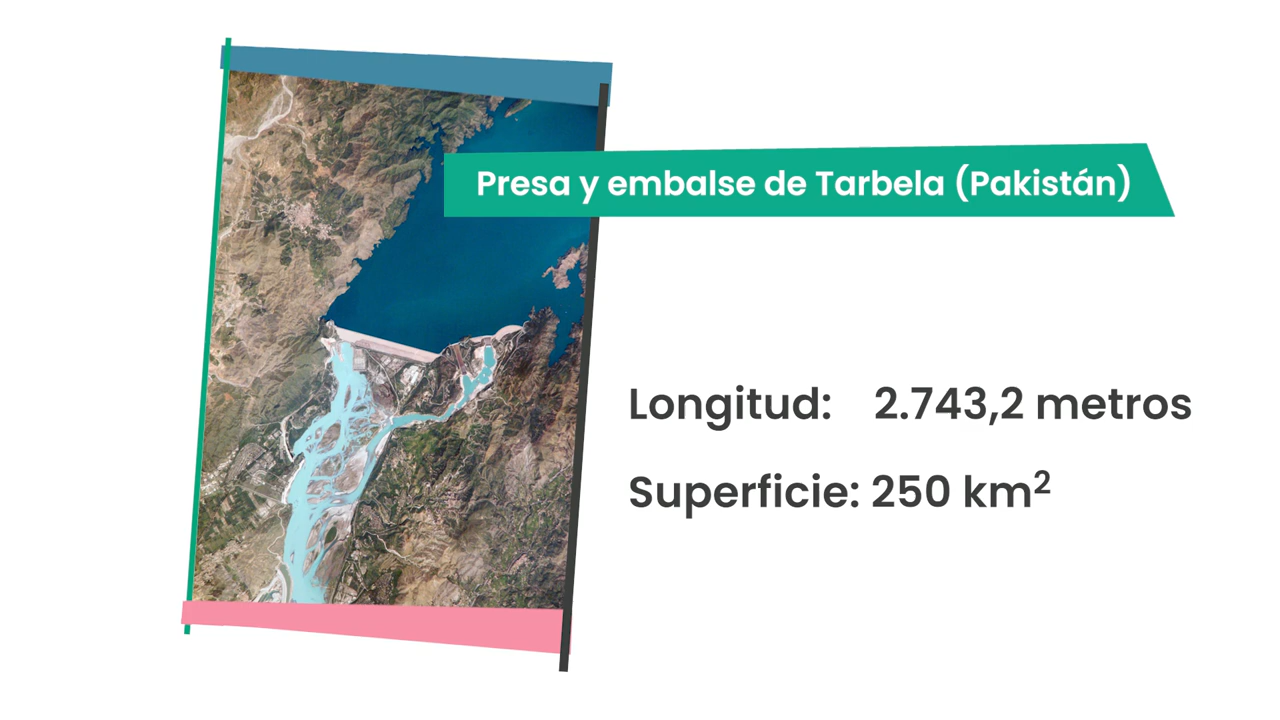 Presa y embalse de Tarbela (Pakistán)
Longitud: 2.743,2 metros
Superficie: 250 km²